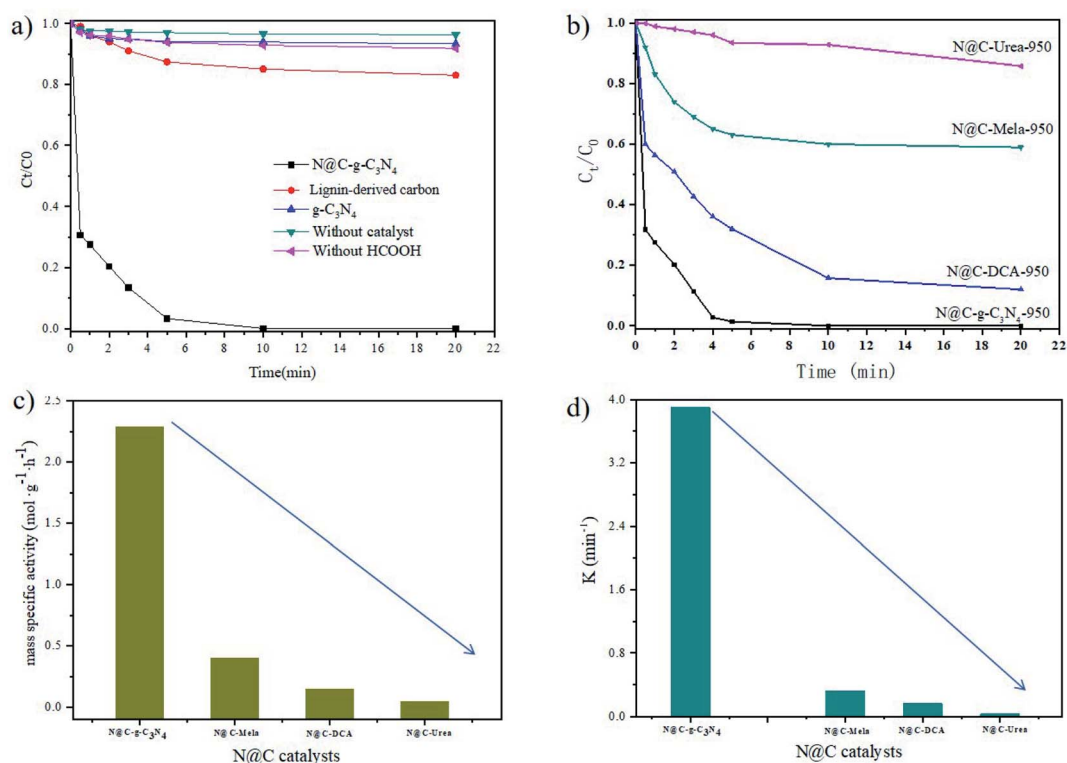 a)
Ct/C0
1.0
0.8
0.6
0.4
0.2
0.0
N@C-g-C₃N₄
Lignin-derived carbon
g-C₃N₄
Without catalyst
Without HCOOH
0 2 4 6 8 10 12 14 16 18 20 22
Time(min)
b)
Cₜ/C₀
1.0
0.8
0.6
0.4
0.2
0.0
N@C-Urea-950
N@C-Mela-950
N@C-DCA-950
N@C-g-C₃N₄-950
0 2 4 6 8 10 12 14 16 18 20 22
Time (min)
c)
mass specific activity (mol ·g⁻¹·h⁻¹)
2.5
2.0
1.5
1.0
0.5
0.0
N@C-g-C₃N₄ N@C-Mela N@C-DCA N@C-Urea
N@C catalysts
d)
K (min⁻¹)
4.0
3.2
2.4
1.6
0.8
0.0
N@C-g-C₃N₄ N@C-Mela N@C-DCA N@C-Urea
N@C catalysts